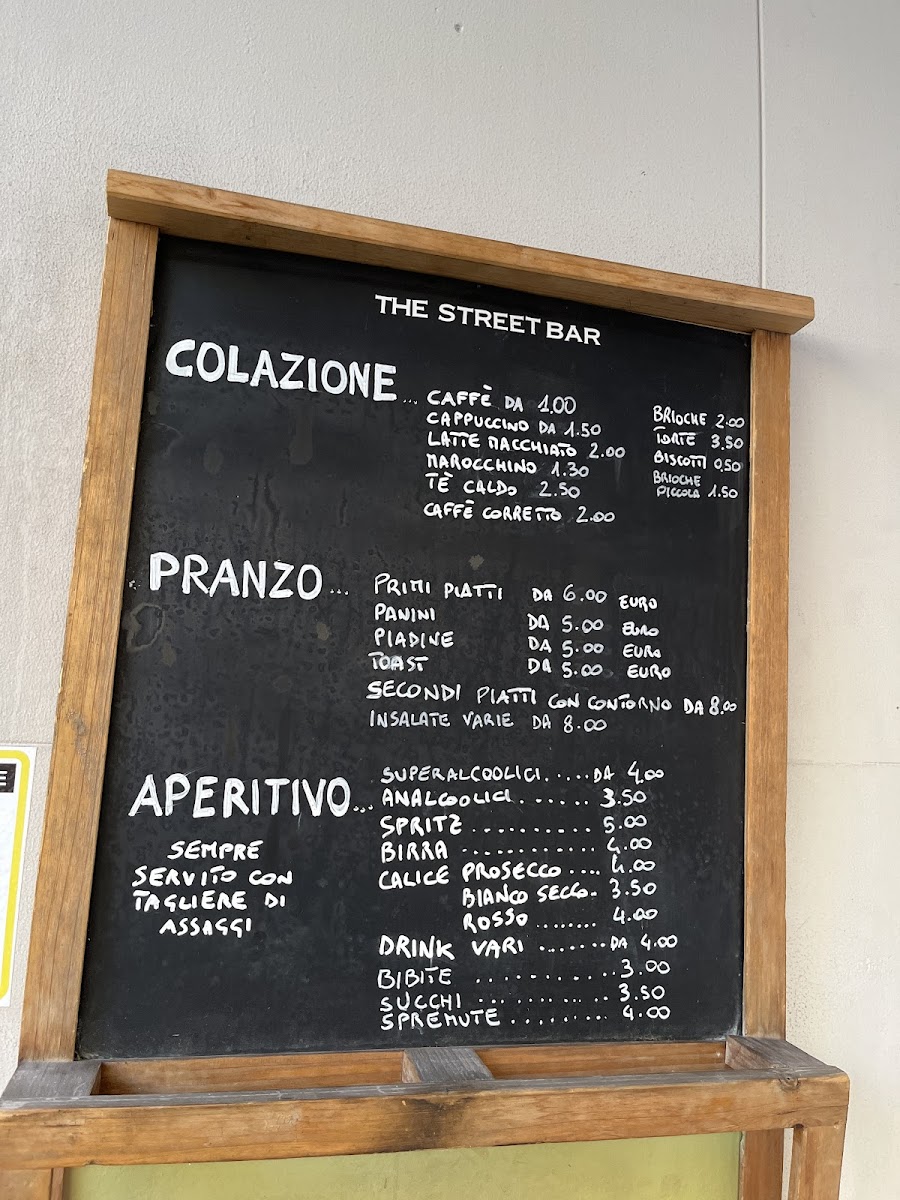 THE STREET BAR
COLAZIONE...
CAFFÈ DA 1.00
CAPPUCCINO DA 1.50
LATTE MACCHIATO 2.00
MAROCCHINO 1.30
TÈ CALDO 2.50
CAFFÈ CORRETTO 2.00
BRIOCHE 2.00
TORTE 3.50
BISCOTTI 0,50
BRIOCHE
PICCOLA 1.50
PRANZO...
PRIMI PIATTI DA 6.00 EURO
PANINI DA 5.00 EURO
PIADINE DA 5.00 EURO
TOAST DA 5.00 EURO
SECONDI PIATTI CON CONTORNO DA 8.00
INSALATE VARIE DA 8.00
APERITIVO...
SEMPRE
SERVITO CON
TAGLIERE DI
ASSAGGI
SUPERALCOOLICI.....DA 4.00
ANALCOOLICI....... 3.50
SPRITZ ........... 5.00
BIRRA ............ 4.00
CALICE PROSECCO .... 4.00
BIANCO SECCO. 3.50
ROSSO ........ 4.00
DRINK VARI .......DA 4.00
BIBITE ............. 3.00
SUCCHI ............ 3.50
SPREMUTE.......... 4.00
E